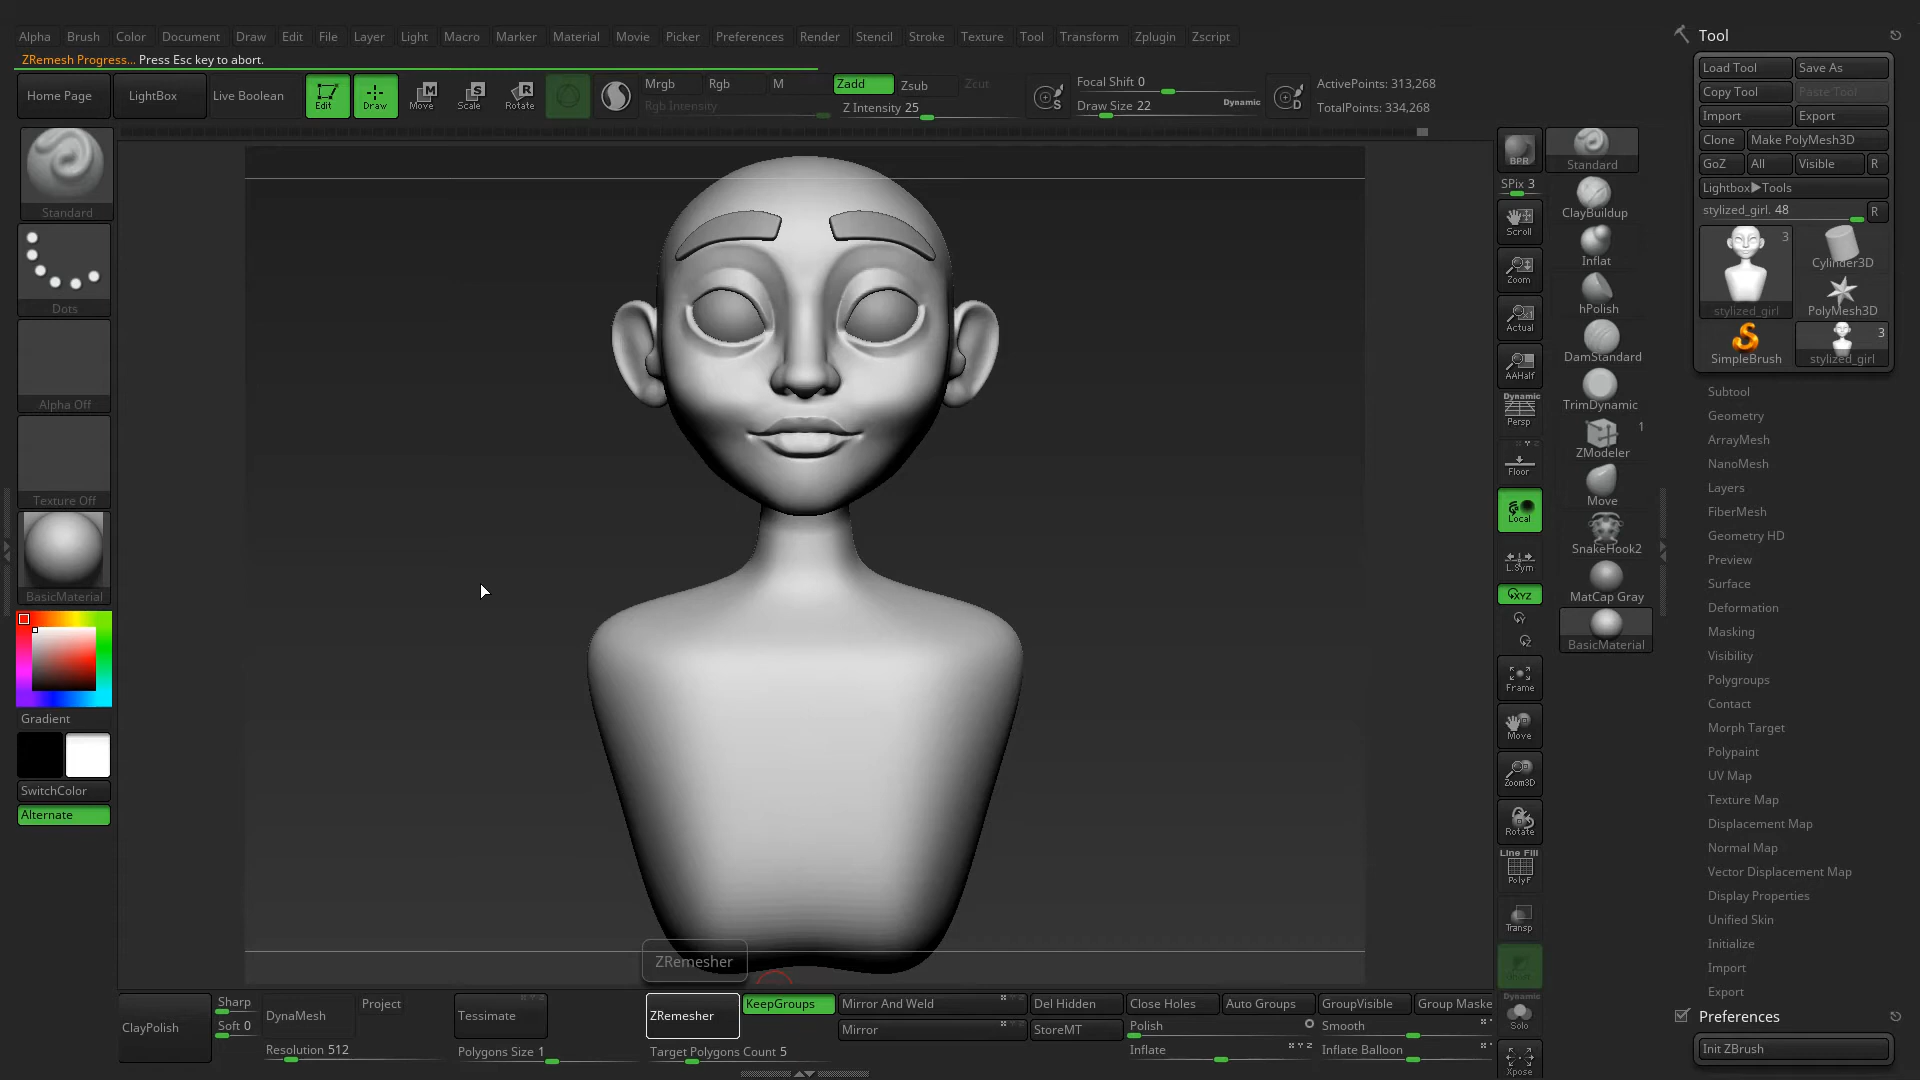 Alpha Brush Color Document Draw Edit File Layer Light Macro Marker Material Movie Picker Preferences Render Stencil Stroke Texture Tool Transform Zplugin Zscript
ZRemesh Progress... Press Esc key to abort.
Home Page
LightBox
Live Boolean
Edit
Draw
Move
Scale
Rotate
Mrgb
Rgb
M
Rgb Intensity
Zadd
Zsub
Zcut
Z Intensity 25
Focal Shift 0
Draw Size 22
Dynamic
ActivePoints: 313,268
TotalPoints: 334,268
Standard
Dots
Alpha Off
Texture Off
BasicMaterial
Gradient
SwitchColor
Alternate
BPR
SPix 3
Scroll
Zoom
Actual
AAHalf
Dynamic
Persp
Floor
Local
L.Sym
XYZ
Frame
Move
Zoom3D
Rotate
Line Fill
PolyF
Transp
Dynamic
Solo
Xpose
Standard
ClayBuildup
Inflat
hPolish
DamStandard
TrimDynamic
1
ZModeler
Move
SnakeHook2
MatCap Gray
BasicMaterial
Tool
Load Tool
Save As
Copy Tool
Paste Tool
Import
Export
Clone
Make PolyMesh3D
GoZ
All
Visible
R
Lightbox▶Tools
stylized_girl. 48
R
3
stylized_girl
Cylinder3D
PolyMesh3D
SimpleBrush
3
stylized_girl
Subtool
Geometry
ArrayMesh
NanoMesh
Layers
FiberMesh
Geometry HD
Preview
Surface
Deformation
Masking
Visibility
Polygroups
Contact
Morph Target
Polypaint
UV Map
Texture Map
Displacement Map
Normal Map
Vector Displacement Map
Display Properties
Unified Skin
Initialize
Import
Export
Preferences
Init ZBrush
ZRemesher
ClayPolish
Sharp
Soft 0
DynaMesh
Project
Resolution 512
Tessimate
Polygons Size 1
ZRemesher
KeepGroups
Target Polygons Count 5
Mirror And Weld
Mirror
Del Hidden
StoreMT
Close Holes
Auto Groups
GroupVisible
Group Maske
Polish
Smooth
Inflate
Inflate Balloon